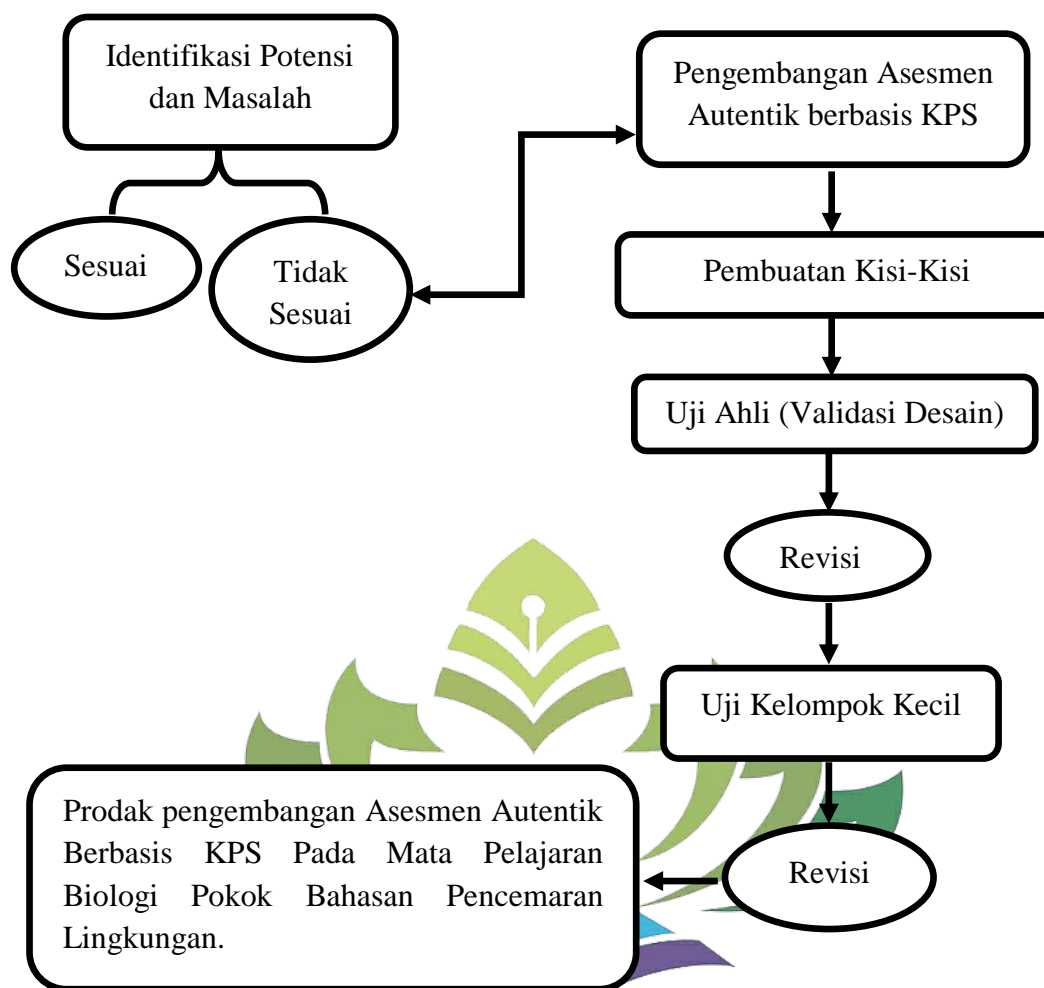 Identifikasi Potensi
dan Masalah
Sesuai
Tidak
Sesuai
Pengembangan Asesmen
Autentik berbasis KPS
Pembuatan Kisi-Kisi
Uji Ahli (Validasi Desain)
Revisi
Uji Kelompok Kecil
Revisi
Prodak pengembangan Asesmen Autentik
Berbasis KPS Pada Mata Pelajaran
Biologi Pokok Bahasan Pencemaran
Lingkungan.